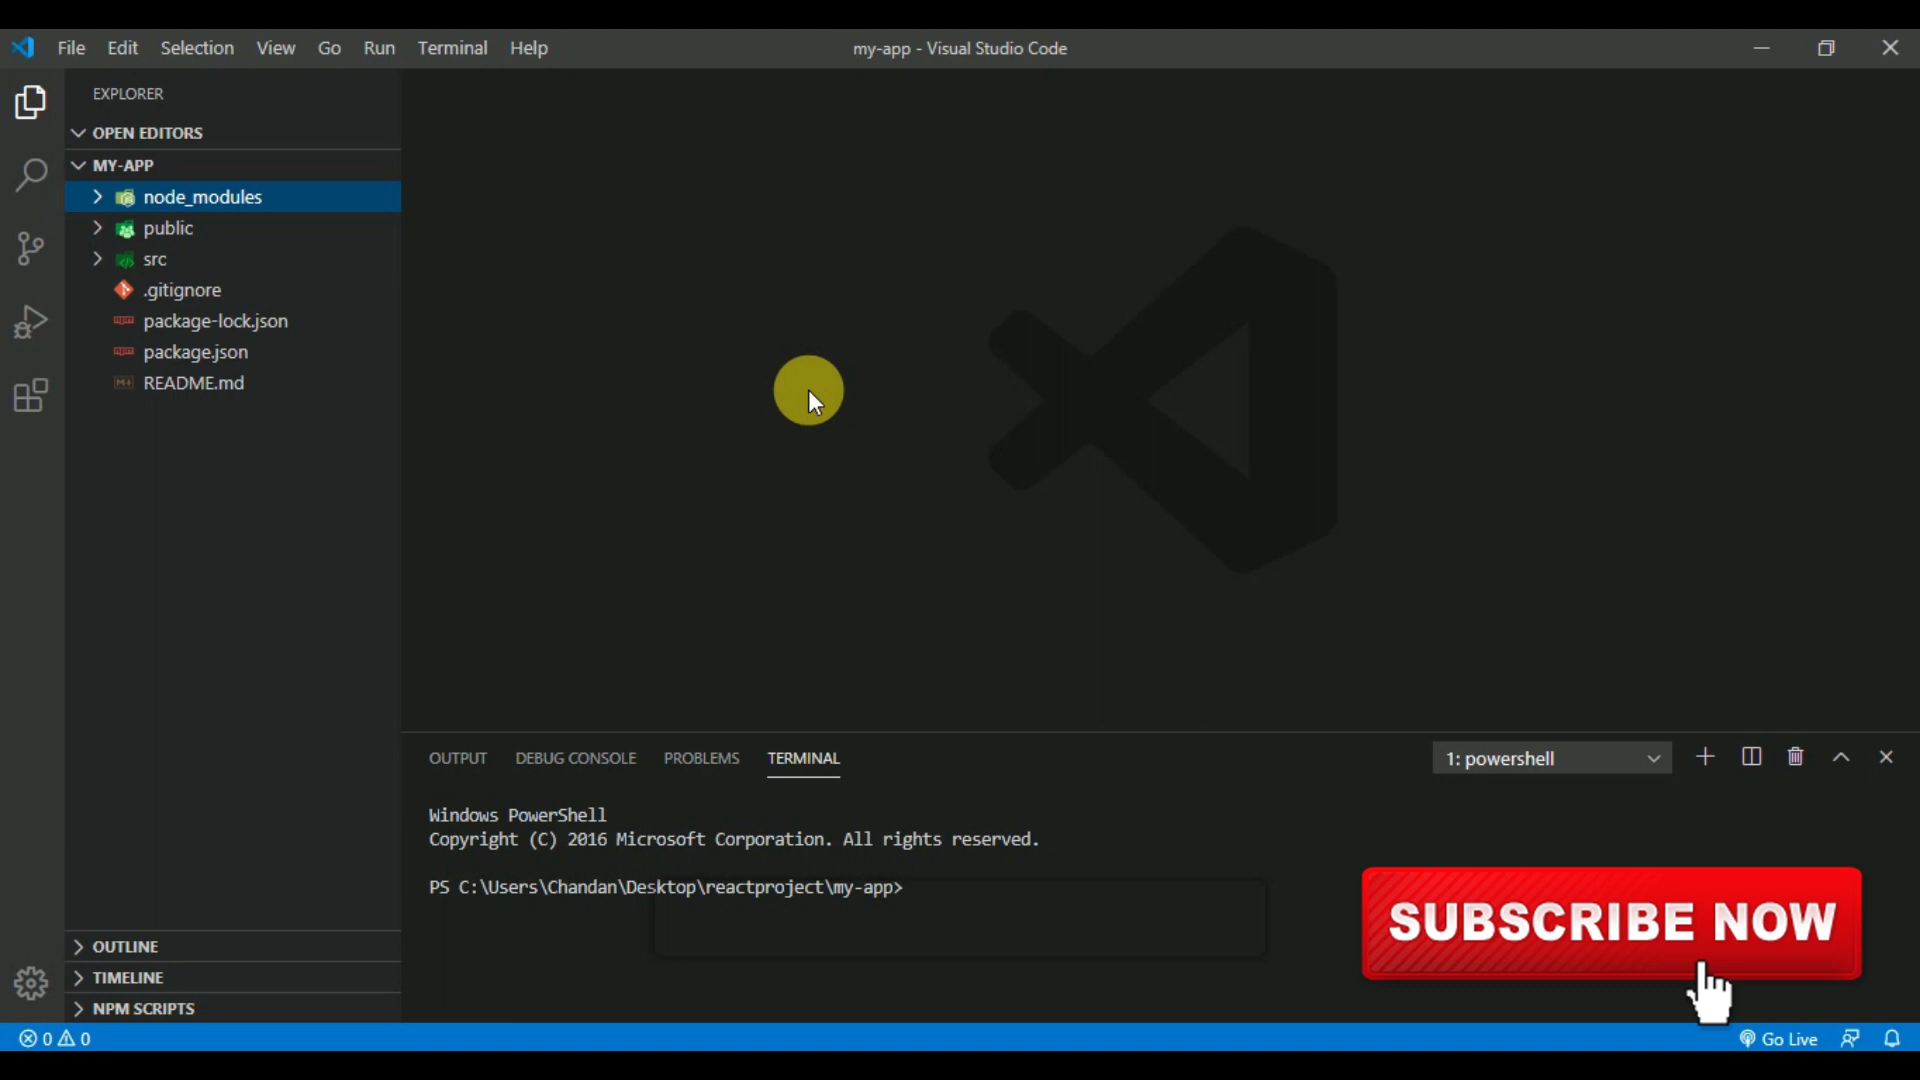 File Edit Selection View Go Run Terminal Help
my-app - Visual Studio Code
EXPLORER
OPEN EDITORS
MY-APP
node_modules
public
src
.gitignore
package-lock.json
package.json
README.md
OUTLINE
TIMELINE
NPM SCRIPTS
OUTPUT DEBUG CONSOLE PROBLEMS TERMINAL
1: powershell
Windows PowerShell
Copyright (C) 2016 Microsoft Corporation. All rights reserved.
PS C:\Users\Chandan\Desktop\reactproject\my-app>
SUBSCRIBE NOW
0 0
Go Live